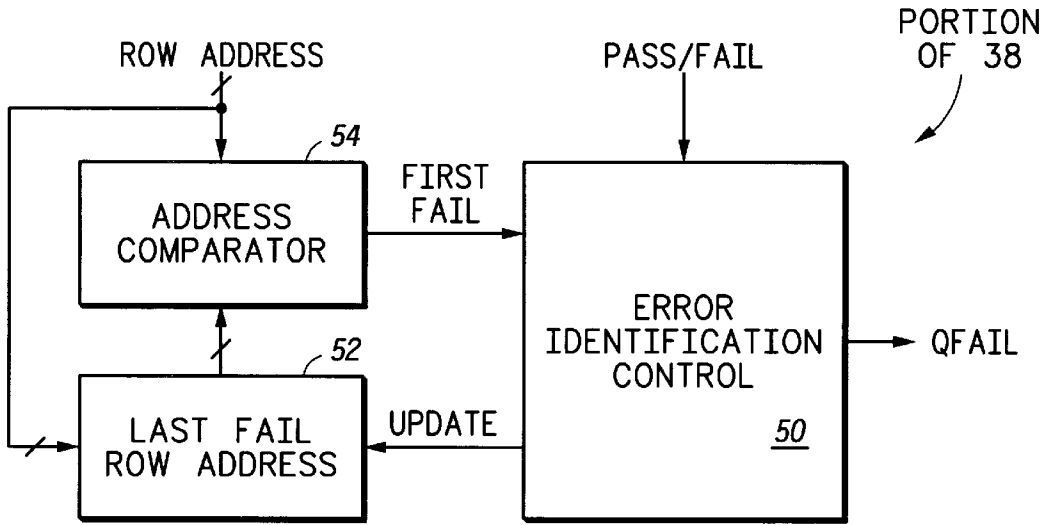 PORTION
OF 38
ROW ADDRESS
PASS/FAIL
54
ADDRESS
COMPARATOR
FIRST
FAIL
ERROR
IDENTIFICATION
CONTROL
50
QFAIL
52
LAST FAIL
ROW ADDRESS
UPDATE